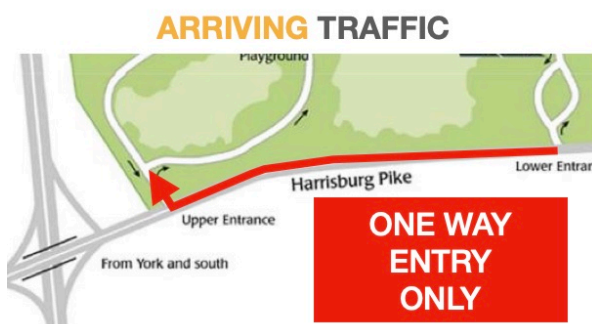 ARRIVING TRAFFIC
Playground
Lower Entran
Harrisburg Pike
Upper Entrance
From York and south
ONE WAY
ENTRY
ONLY